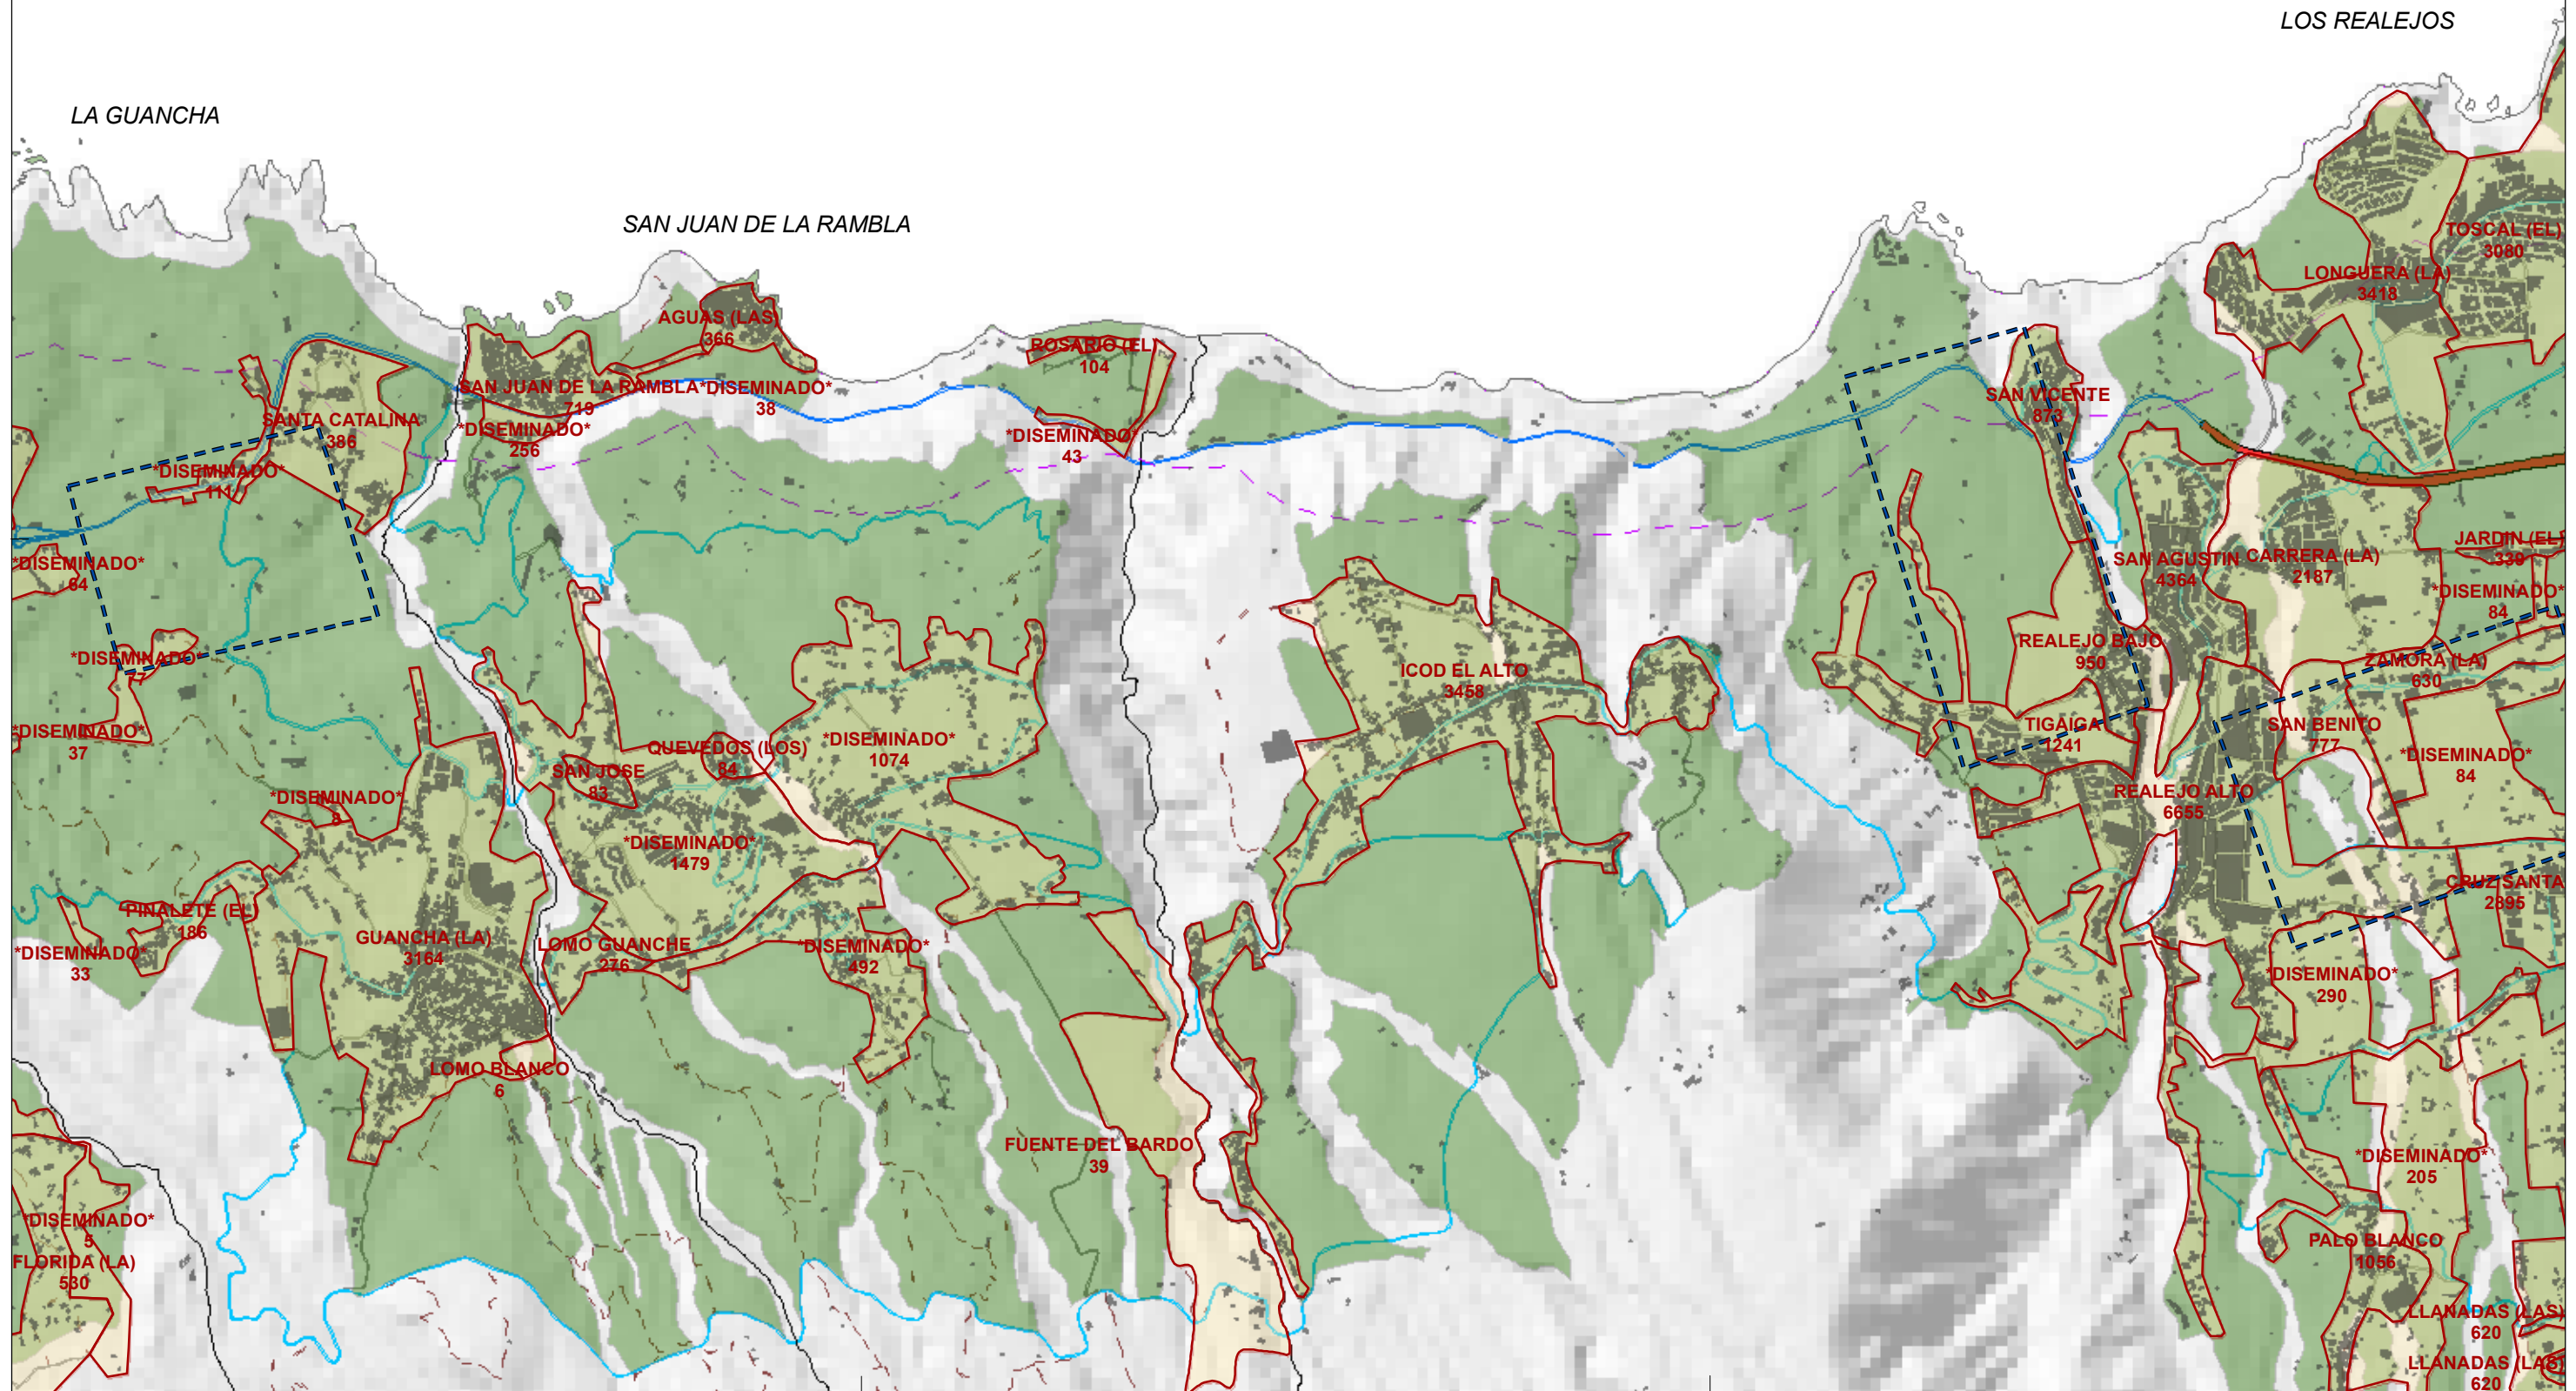 LOS REALEJOS
LA GUANCHA
SAN JUAN DE LA RAMBLA
TOSCAL (EL)
3080
LONGUERA (LA)
3418
AGUAS (LAS)
366
ROSARIO (EL)
104
SAN JUAN DE LA RAMBLA
719
*DISEMINADO*
38
SAN VICENTE
873
SANTA CATALINA
386
*DISEMINADO*
256
*DISEMINADO*
43
*DISEMINADO*
111
JARDIN (EL)
339
*DISEMINADO*
64
SAN AGUSTIN
4364
CARRERA (LA)
2187
*DISEMINADO*
84
REALEJO BAJO
950
*DISEMINADO*
77
ZAMORA (LA)
630
ICOD EL ALTO
3458
*DISEMINADO*
37
TIGAIGA
1241
SAN BENITO
777
*DISEMINADO*
1074
QUEVEDOS (LOS)
84
*DISEMINADO*
84
SAN JOSE
83
REALEJO ALTO
6655
*DISEMINADO*
8
*DISEMINADO*
1479
CRUZ SANTA
2895
PINALETE (EL)
186
GUANCHA (LA)
3164
LOMO GUANCHE
276
*DISEMINADO*
492
*DISEMINADO*
33
*DISEMINADO*
290
LOMO BLANCO
6
FUENTE DEL BARDO
39
*DISEMINADO*
205
*DISEMINADO*
5
PALO BLANCO
1056
FLORIDA (LA)
530
LLANADAS (LAS)
620
LLANADAS (LAS)
620